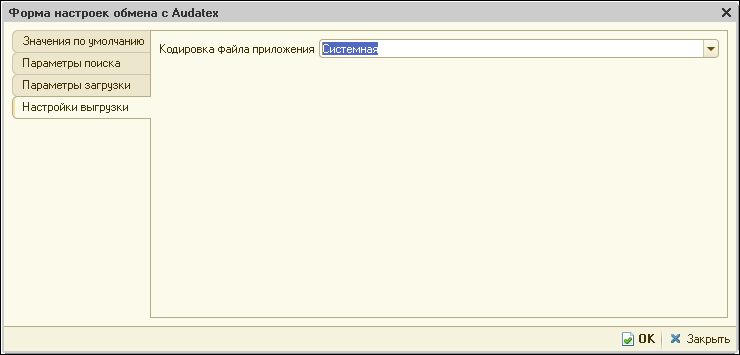 Форма настроек обмена с Audatex
Значения по умолчанию
Параметры поиска
Параметры загрузки
Настройки выгрузки
Кодировка файла приложения Системная
OK Закрыть